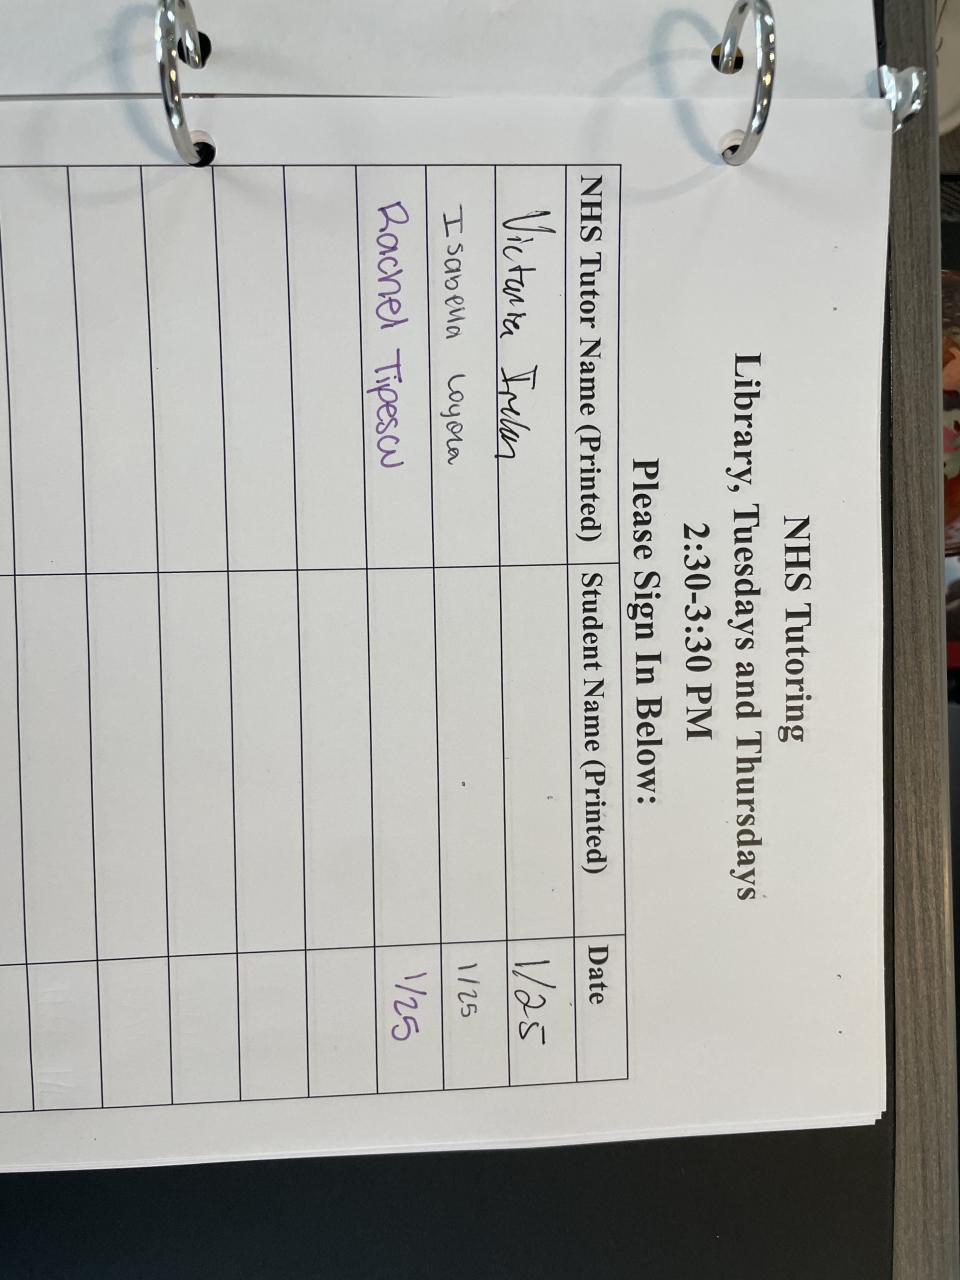 NHS Tutoring
Library, Tuesdays and Thursdays
2:30-3:30 PM
Please Sign In Below:
NHS Tutor Name (Printed) Student Name (Printed) Date
Victoria 1/25
Isabella Loyola 1/25
Rachel Tipescu 1/25